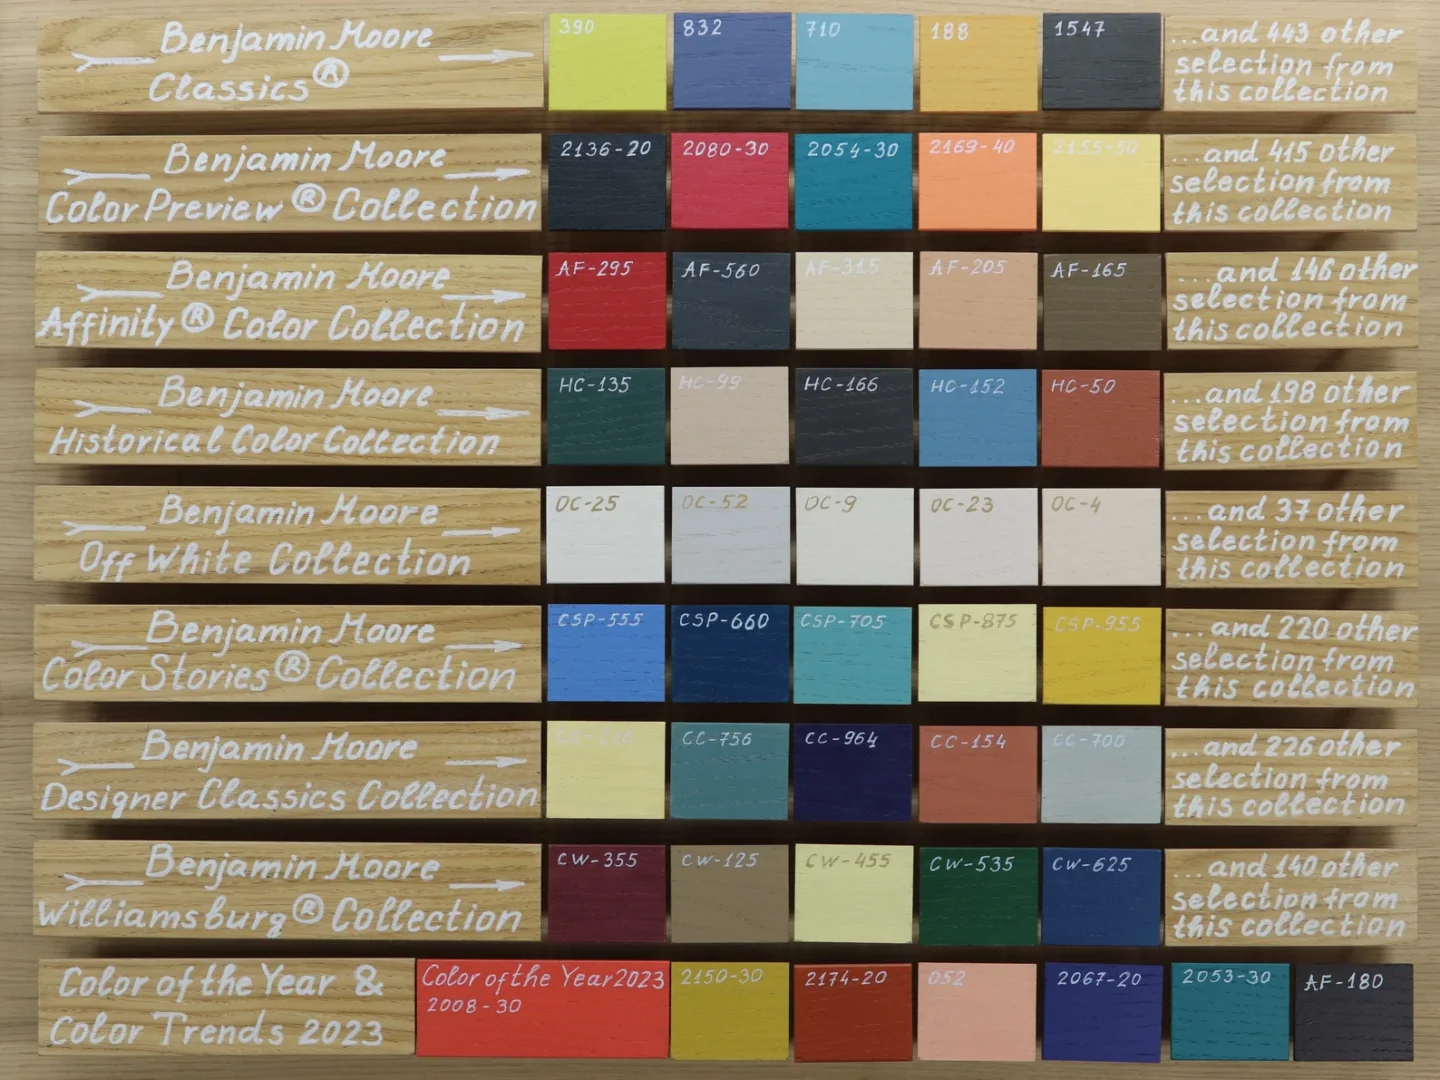 Benjamin Moore
Classics®
390
832
710
188
1547
...and 443 other
selection from
this collection
Benjamin Moore
Color Preview® Collection
2136-20
2080-30
2054-30
2169-40
2155-50
...and 415 other
selection from
this collection
Benjamin Moore
Affinity® Color Collection
AF-295
AF-560
AF-315
AF-205
AF-165
...and 146 other
selection from
this collection
Benjamin Moore
Historical Color Collection
HC-135
HC-99
HC-166
HC-152
HC-50
...and 198 other
selection from
this collection
Benjamin Moore
Off White Collection
OC-25
OC-52
OC-9
OC-23
OC-4
...and 37 other
selection from
this collection
Benjamin Moore
Color Stories® Collection
CSP-555
CSP-660
CSP-705
CSP-875
CSP-955
...and 220 other
selection from
this collection
Benjamin Moore
Designer Classics Collection
CC-756
CC-964
CC-154
CC-700
...and 226 other
selection from
this collection
Benjamin Moore
Williamsburg® Collection
CW-355
CW-125
CW-455
CW-535
CW-625
...and 140 other
selection from
this collection
Color of the Year &
Color Trends 2023
Color of the Year 2023
2008-30
2150-30
2174-20
052
2067-20
2053-30
AF-180